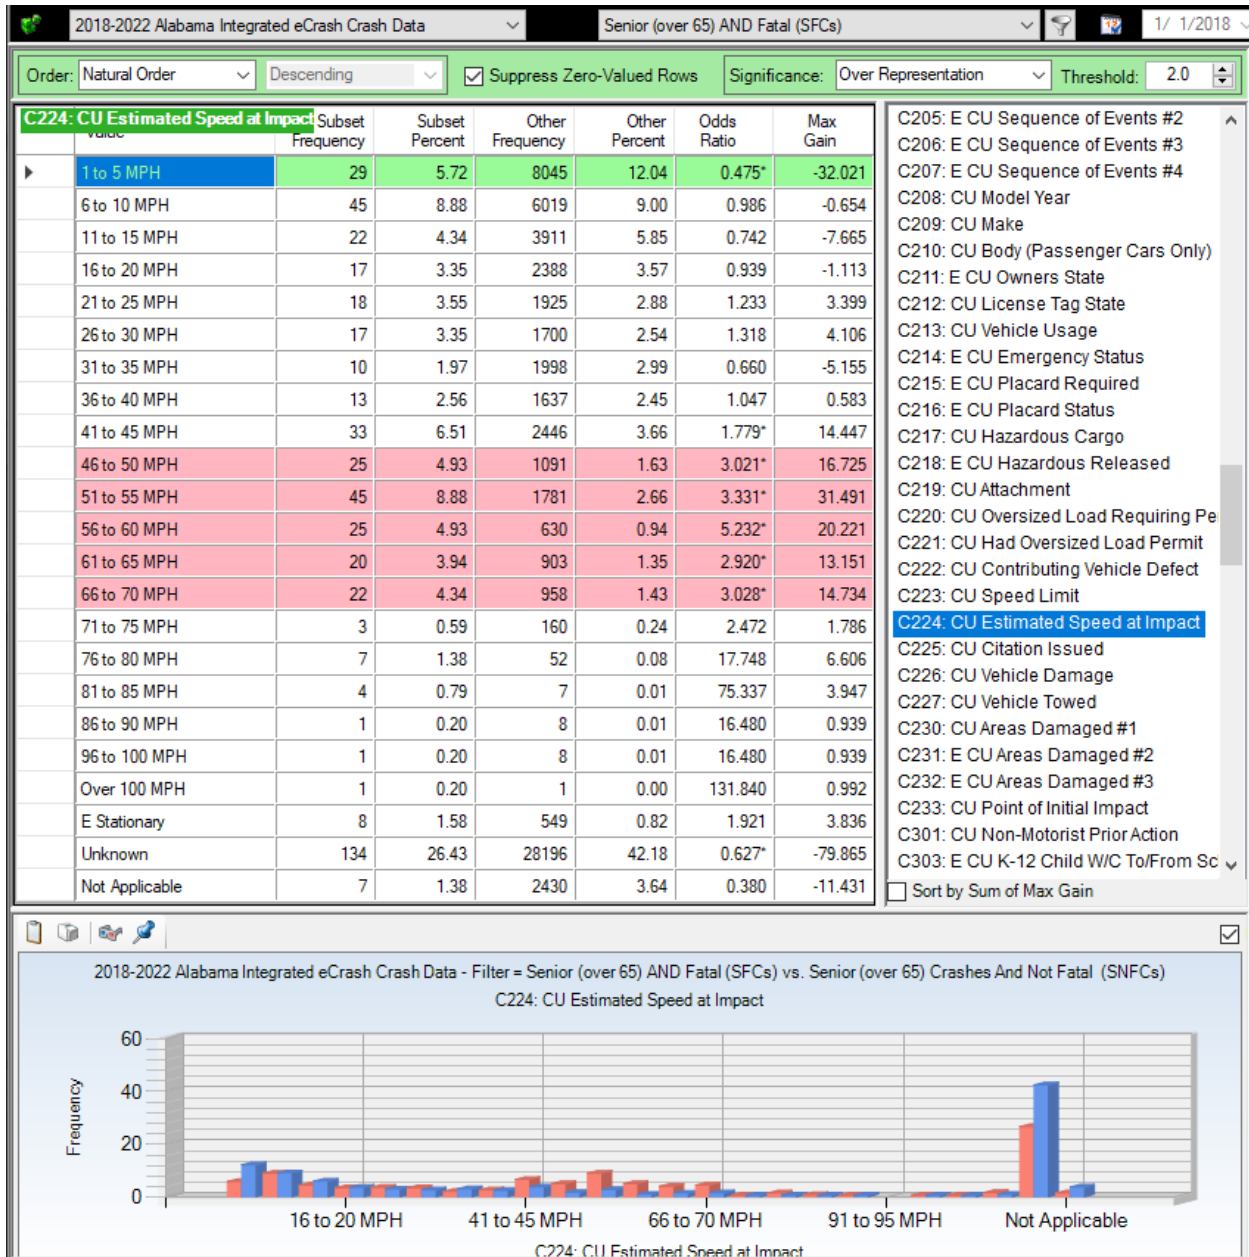 2018-2022 Alabama Integrated eCrash Crash Data Senior (over 65) AND Fatal (SFCs) 1/ 1/2018
Order: Natural Order Descending Suppress Zero-Valued Rows Significance: Over Representation Threshold: 2.0
C224: CU Estimated Speed at Impact Subset Frequency Subset Percent Other Frequency Other Percent Odds Ratio Max Gain
1 to 5 MPH 29 5.72 8045 12.04 0.475* -32.021
6 to 10 MPH 45 8.88 6019 9.00 0.986 -0.654
11 to 15 MPH 22 4.34 3911 5.85 0.742 -7.665
16 to 20 MPH 17 3.35 2388 3.57 0.939 -1.113
21 to 25 MPH 18 3.55 1925 2.88 1.233 3.399
26 to 30 MPH 17 3.35 1700 2.54 1.318 4.106
31 to 35 MPH 10 1.97 1998 2.99 0.660 -5.155
36 to 40 MPH 13 2.56 1637 2.45 1.047 0.583
41 to 45 MPH 33 6.51 2446 3.66 1.779* 14.447
46 to 50 MPH 25 4.93 1091 1.63 3.021* 16.725
51 to 55 MPH 45 8.88 1781 2.66 3.331* 31.491
56 to 60 MPH 25 4.93 630 0.94 5.232* 20.221
61 to 65 MPH 20 3.94 903 1.35 2.920* 13.151
66 to 70 MPH 22 4.34 958 1.43 3.028* 14.734
71 to 75 MPH 3 0.59 160 0.24 2.472 1.786
76 to 80 MPH 7 1.38 52 0.08 17.748 6.606
81 to 85 MPH 4 0.79 7 0.01 75.337 3.947
86 to 90 MPH 1 0.20 8 0.01 16.480 0.939
96 to 100 MPH 1 0.20 8 0.01 16.480 0.939
Over 100 MPH 1 0.20 1 0.00 131.840 0.992
E Stationary 8 1.58 549 0.82 1.921 3.836
Unknown 134 26.43 28196 42.18 0.627* -79.865
Not Applicable 7 1.38 2430 3.64 0.380 -11.431
C205: E CU Sequence of Events #2
C206: E CU Sequence of Events #3
C207: E CU Sequence of Events #4
C208: CU Model Year
C209: CU Make
C210: CU Body (Passenger Cars Only)
C211: E CU Owners State
C212: CU License Tag State
C213: CU Vehicle Usage
C214: E CU Emergency Status
C215: E CU Placard Required
C216: E CU Placard Status
C217: CU Hazardous Cargo
C218: E CU Hazardous Released
C219: CU Attachment
C220: CU Oversized Load Requiring Pe
C221: CU Had Oversized Load Permit
C222: CU Contributing Vehicle Defect
C223: CU Speed Limit
C224: CU Estimated Speed at Impact
C225: CU Citation Issued
C226: CU Vehicle Damage
C227: CU Vehicle Towed
C230: CU Areas Damaged #1
C231: E CU Areas Damaged #2
C232: E CU Areas Damaged #3
C233: CU Point of Initial Impact
C301: CU Non-Motorist Prior Action
C303: E CU K-12 Child W/C To/From Sc
Sort by Sum of Max Gain
2018-2022 Alabama Integrated eCrash Crash Data - Filter = Senior (over 65) AND Fatal (SFCs) vs. Senior (over 65) Crashes And Not Fatal (SNFCs)
C224: CU Estimated Speed at Impact
Frequency
60
40
20
0
16 to 20 MPH 41 to 45 MPH 66 to 70 MPH 91 to 95 MPH Not Applicable
C224: CU Estimated Speed at Impact